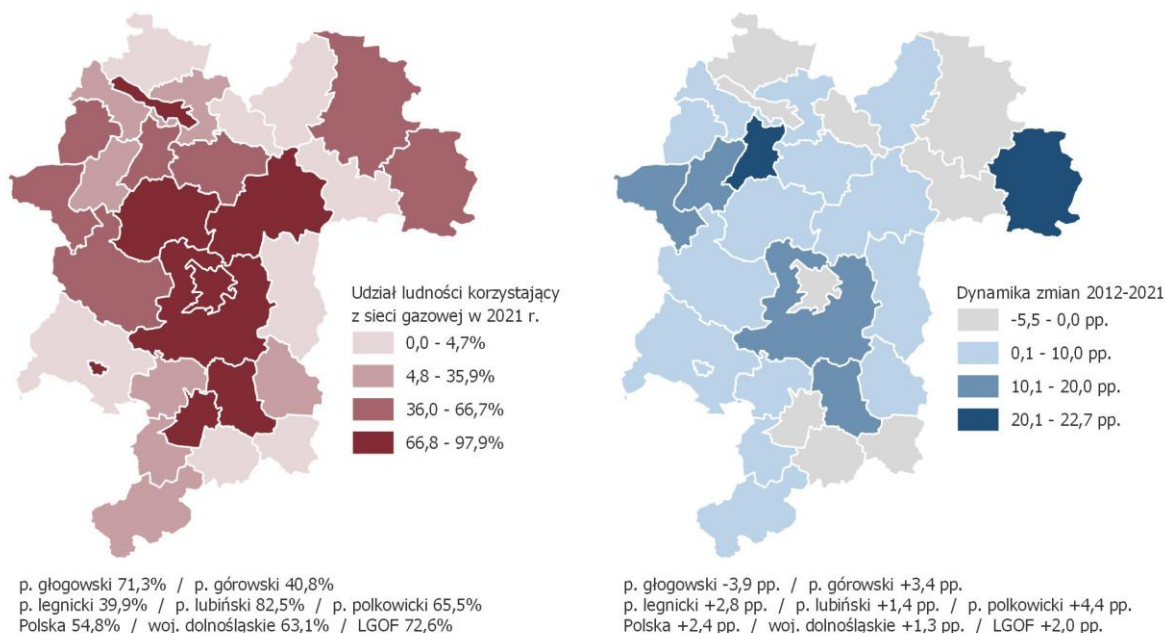 Udział ludności korzystający
z sieci gazowej w 2021 r.
0,0 - 4,7%
4,8 - 35,9%
36,0 - 66,7%
66,8 - 97,9%
p. głogowski 71,3% / p. górowski 40,8%
p. legnicki 39,9% / p. lubiński 82,5% / p. polkowicki 65,5%
Polska 54,8% / woj. dolnośląskie 63,1% / LGOF 72,6%
Dynamika zmian 2012-2021
-5,5 - 0,0 pp.
0,1 - 10,0 pp.
10,1 - 20,0 pp.
20,1 - 22,7 pp.
p. głogowski -3,9 pp. / p. górowski +3,4 pp.
p. legnicki +2,8 pp. / p. lubiński +1,4 pp. / p. polkowicki +4,4 pp.
Polska +2,4 pp. / woj. dolnośląskie +1,3 pp. / LGOF +2,0 pp.